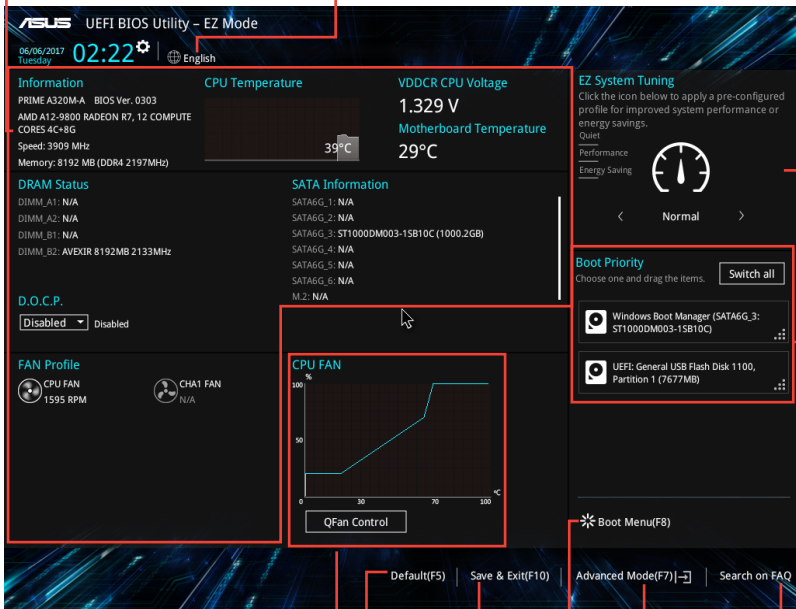 ASUS UEFI BIOS Utility – EZ Mode
06/06/2017
Tuesday
02:22
English
Information
PRIME A320M-A BIOS Ver. 0303
AMD A12-9800 RADEON R7, 12 COMPUTE
CORES 4C+8G
Speed: 3909 MHz
Memory: 8192 MB (DDR4 2197MHz)
CPU Temperature
39°C
VDDCR CPU Voltage
1.329 V
Motherboard Temperature
29°C
EZ System Tuning
Click the icon below to apply a pre-configured
profile for improved system performance or
energy savings.
Quiet
Performance
Energy Saving
< Normal >
DRAM Status
DIMM_A1: N/A
DIMM_A2: N/A
DIMM_B1: N/A
DIMM_B2: AVEXIR 8192MB 2133MHz
SATA Information
SATA6G_1: N/A
SATA6G_2: N/A
SATA6G_3: ST1000DM003-1SB10C (1000.2GB)
SATA6G_4: N/A
SATA6G_5: N/A
SATA6G_6: N/A
M.2: N/A
D.O.C.P.
Disabled Disabled
Boot Priority
Choose one and drag the items.
Switch all
Windows Boot Manager (SATA6G_3:
ST1000DM003-1SB10C)
UEFI: General USB Flash Disk 1100,
Partition 1 (7677MB)
FAN Profile
CPU FAN
1595 RPM
CHA1 FAN
N/A
CPU FAN
%
100
50
0 30 70 100
°C
QFan Control
Boot Menu(F8)
Default(F5)
Save & Exit(F10)
Advanced Mode(F7)
Search on FAQ